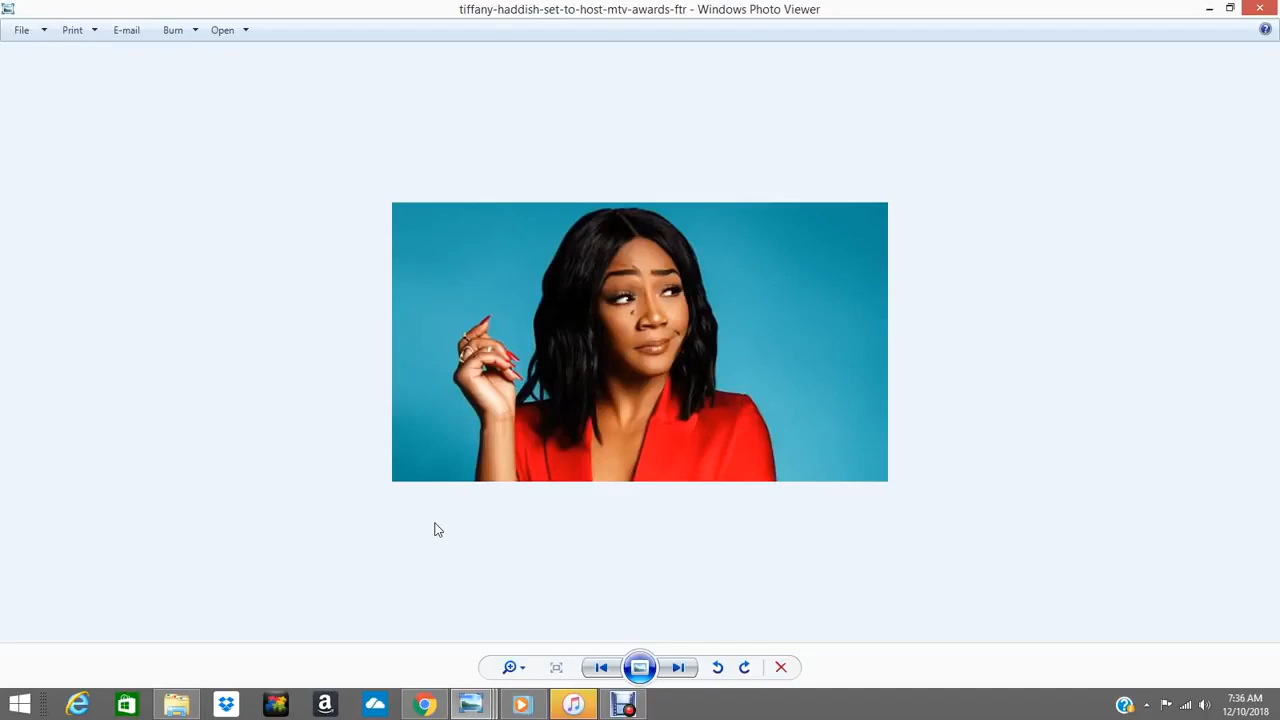 tiffany-haddish-set-to-host-mtv-awards-ftr - Windows Photo Viewer
File Print E-mail Burn Open
7:36 AM
12/10/2018